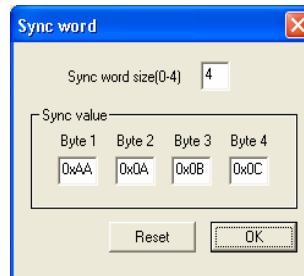 Sync word
Sync word size(0-4) 4
Sync value
Byte 1 Byte 2 Byte 3 Byte 4
0xAA 0x0A 0x0B 0x0C
Reset OK